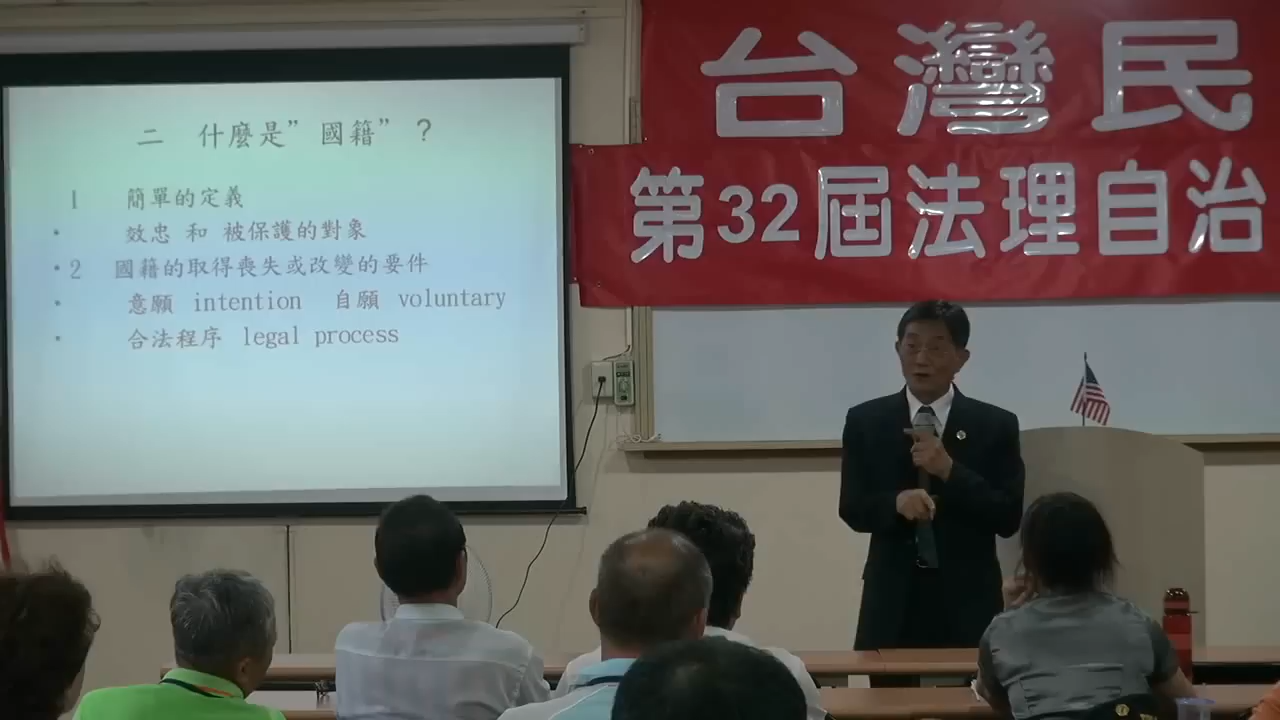 二 什麼是”國籍”？
1 簡單的定義
• 效忠 和 被保護的對象
• 2 國籍的取得喪失或改變的要件
• 意願 intention 自願 voluntary
• 合法程序 legal process
台灣民
第32屆法理自治